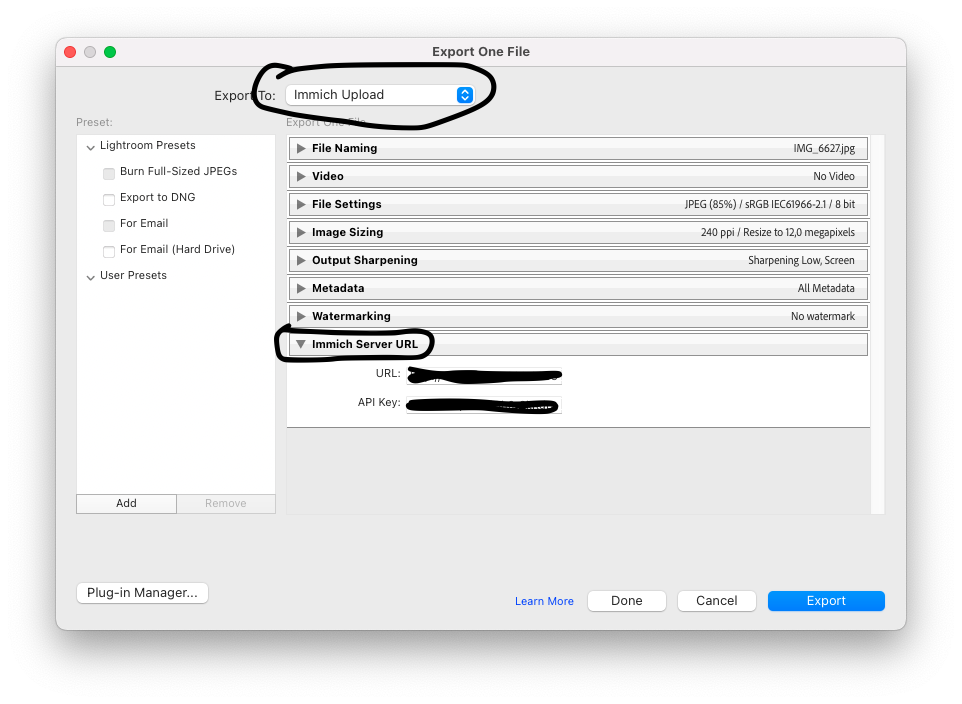 Export One File
Export To: Immich Upload
Preset:
Export One File
Lightroom Presets
Burn Full-Sized JPEGs
Export to DNG
For Email
For Email (Hard Drive)
User Presets
Add Remove
File Naming IMG_6627.jpg
Video No Video
File Settings JPEG (85%) / sRGB IEC61966-2.1 / 8 bit
Image Sizing 240 ppi / Resize to 12,0 megapixels
Output Sharpening Sharpening Low, Screen
Metadata All Metadata
Watermarking No watermark
Immich Server URL
URL:
API Key:
Plug-in Manager...
Learn More Done Cancel Export